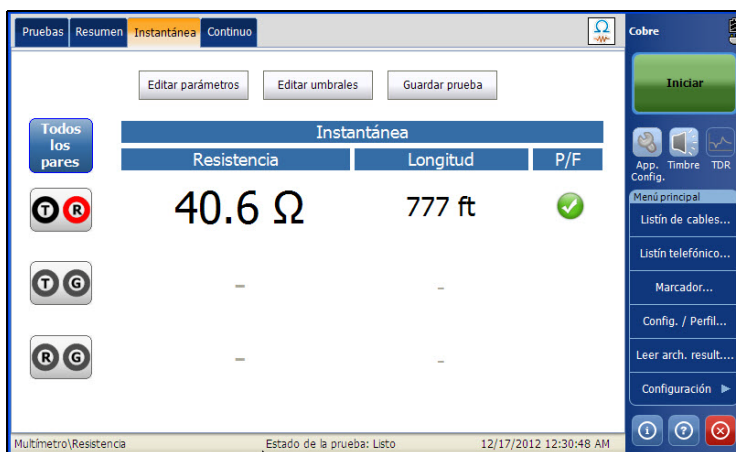 Pruebas Resumen Instantánea Continuo
Ω
Cobre
Editar parámetros Editar umbrales Guardar prueba
Iniciar
Todos
los
pares
Instantánea
Resistencia Longitud P/F
App. Timbre TDR
Config.
T R 40.6 Ω 777 ft
Menú principal
Listín de cables...
Listín telefónico...
T G - -
Marcador...
Config. / Perfil...
R G - -
Leer arch. result....
Configuración
Multímetro\Resistencia Estado de la prueba: Listo 12/17/2012 12:30:48 AM